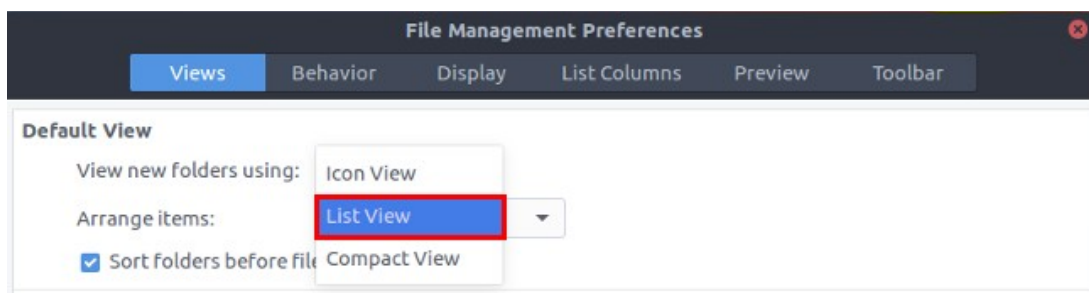 File Management Preferences
Views Behavior Display List Columns Preview Toolbar
Default View
View new folders using:
Icon View
Arrange items:
List View
Sort folders before
Compact View